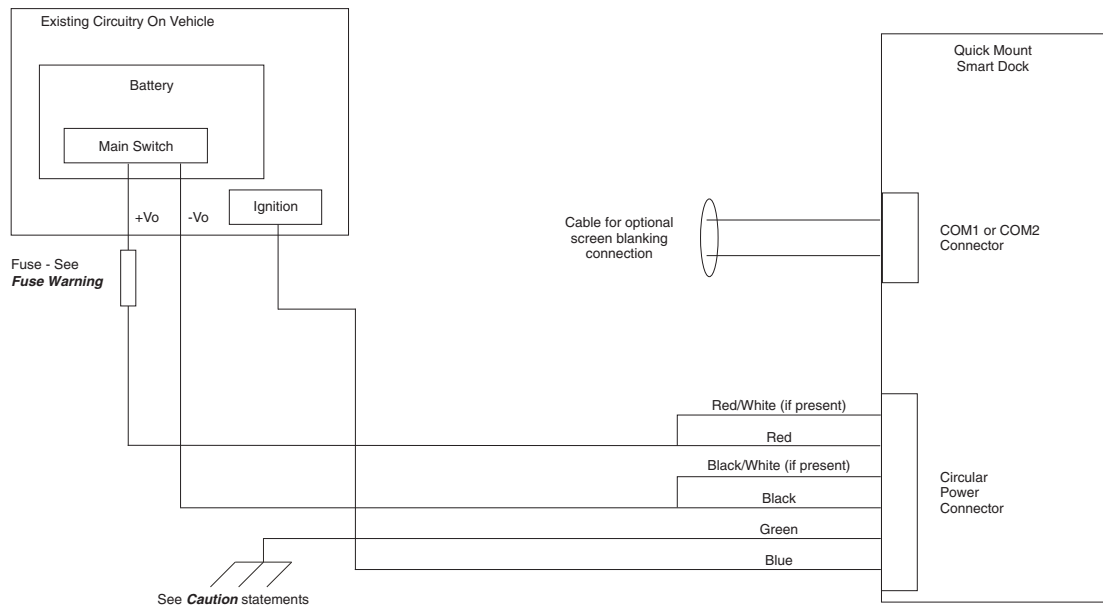 Existing Circuitry On Vehicle
Battery
Main Switch
+Vo
-Vo
Ignition
Fuse - See
Fuse Warning
Quick Mount
Smart Dock
Cable for optional
screen blanking
connection
COM1 or COM2
Connector
Red/White (if present)
Red
Black/White (if present)
Black
Green
Blue
Circular
Power
Connector
See Caution statements